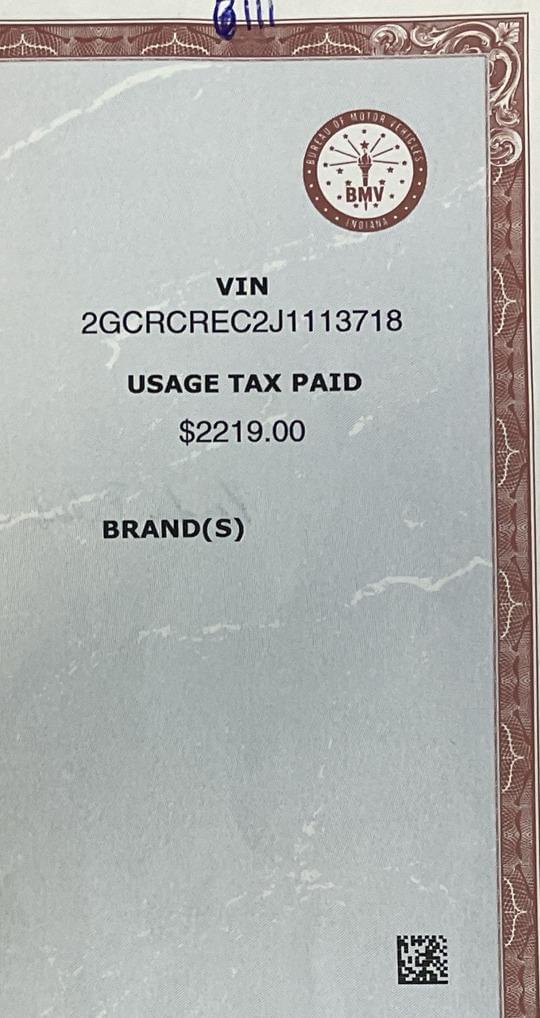 BUREAU OF MOTOR VEHICLES
BMV
INDIANA
VIN
2GCRCREC2J1113718
USAGE TAX PAID
$2219.00
BRAND(S)